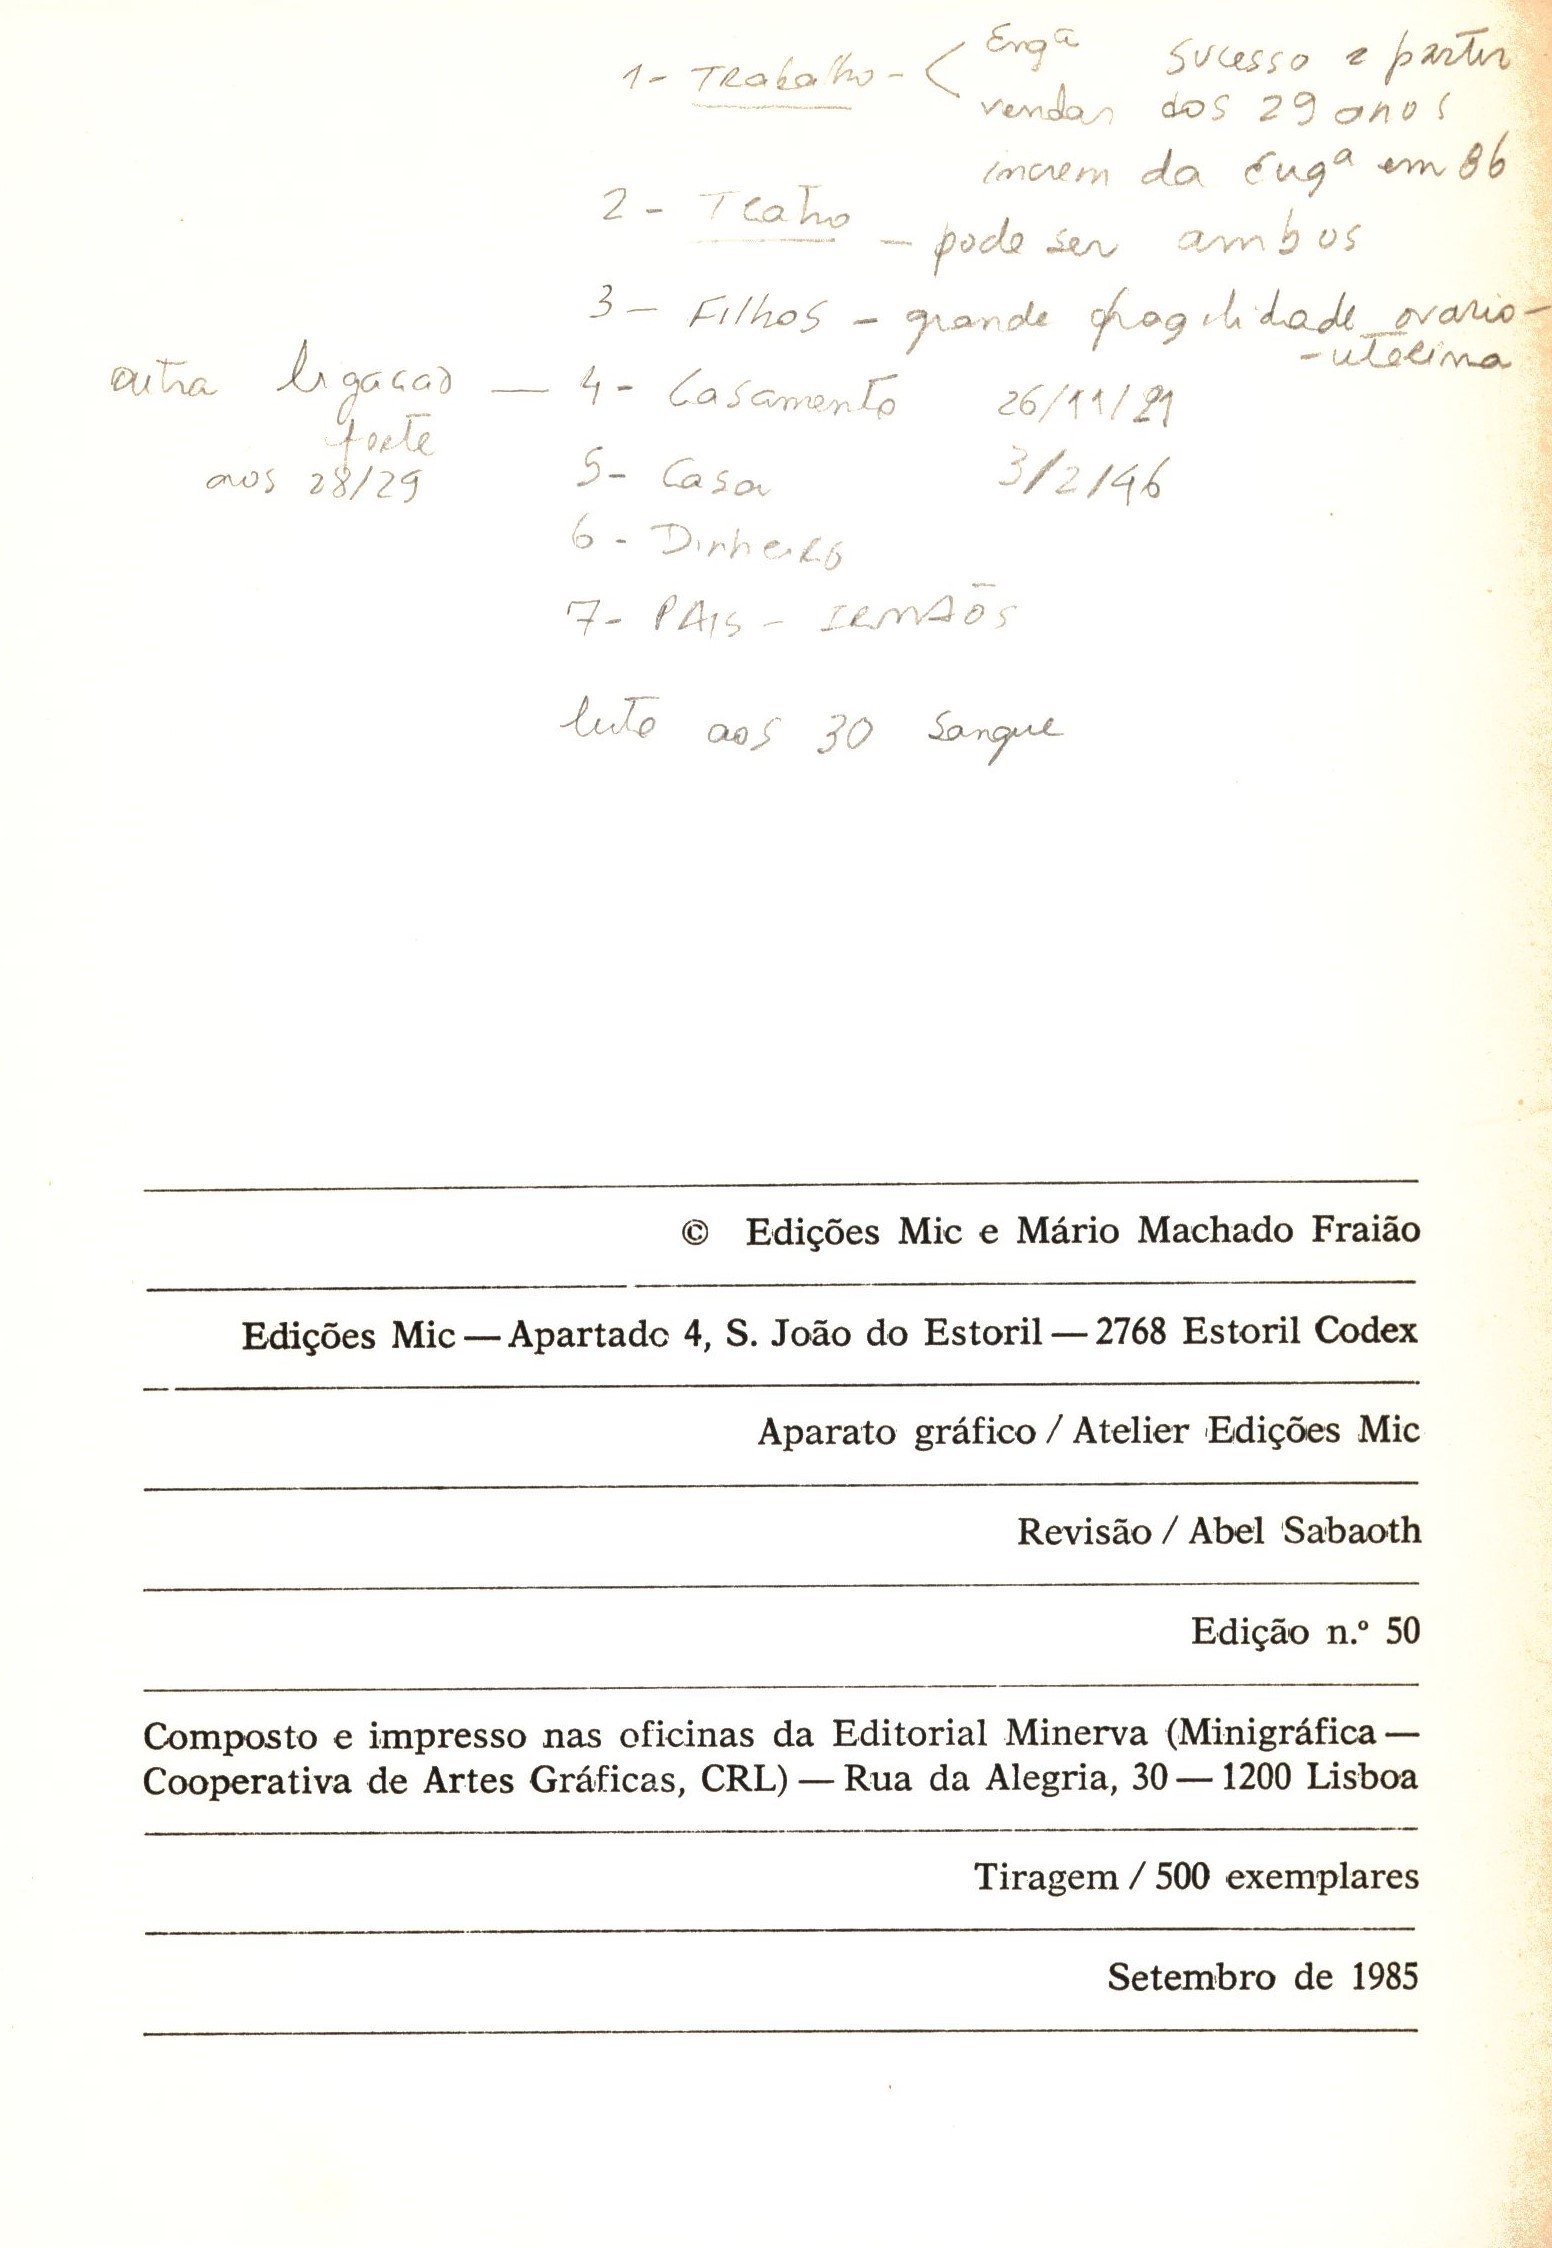 1- Trabalho - < Engª Sucesso a partir
vendas dos 29 anos
increm da Engª em 86
2 - Teatro - pode ser ambos
3 - Filhos - grande fragilidade ovario-
-uterina
outra ligacao — 4 - Casamento 26/11/21
forte
aos 28/29
5- Casa 3/2/46
6 - Dinheiro
7- PAIS - IRMÃOS
luto aos 30 sangue
© Edições Mic e Mário Machado Fraião
Edições Mic — Apartado 4, S. João do Estoril — 2768 Estoril Codex
Aparato gráfico / Atelier Edições Mic
Revisão / Abel Sabaoth
Edição n.º 50
Composto e impresso nas oficinas da Editorial Minerva (Minigráfica —
Cooperativa de Artes Gráficas, CRL) — Rua da Alegria, 30 — 1200 Lisboa
Tiragem / 500 exemplares
Setembro de 1985